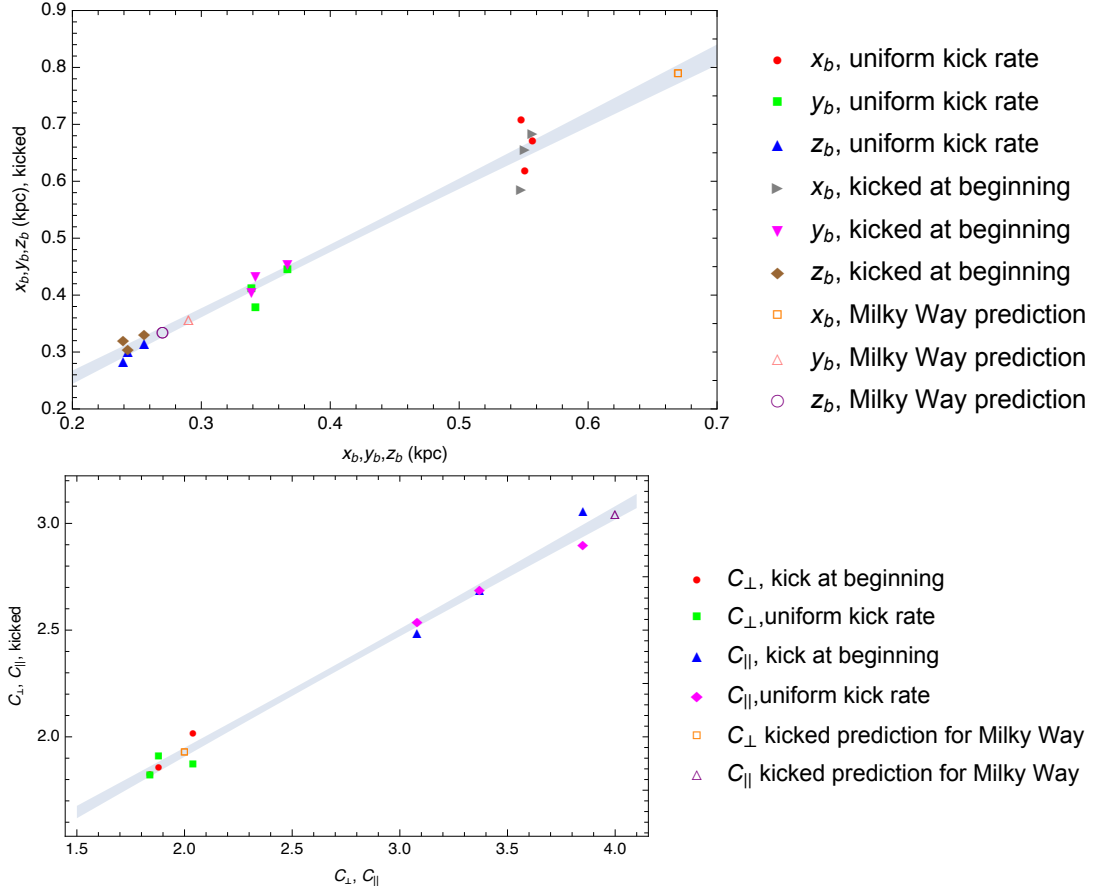 0.9
0.8
0.7
0.6
0.5
0.4
0.3
0.2
x_b,y_b,z_b (kpc), kicked
0.2 0.3 0.4 0.5 0.6 0.7
x_b,y_b,z_b (kpc)
x_b, uniform kick rate
y_b, uniform kick rate
z_b, uniform kick rate
x_b, kicked at beginning
y_b, kicked at beginning
z_b, kicked at beginning
x_b, Milky Way prediction
y_b, Milky Way prediction
z_b, Milky Way prediction
3.0
2.5
2.0
C_⊥, C_||, kicked
1.5 2.0 2.5 3.0 3.5 4.0
C_⊥, C_||
C_⊥, kick at beginning
C_⊥,uniform kick rate
C_||, kick at beginning
C_||,uniform kick rate
C_⊥ kicked prediction for Milky Way
C_|| kicked prediction for Milky Way